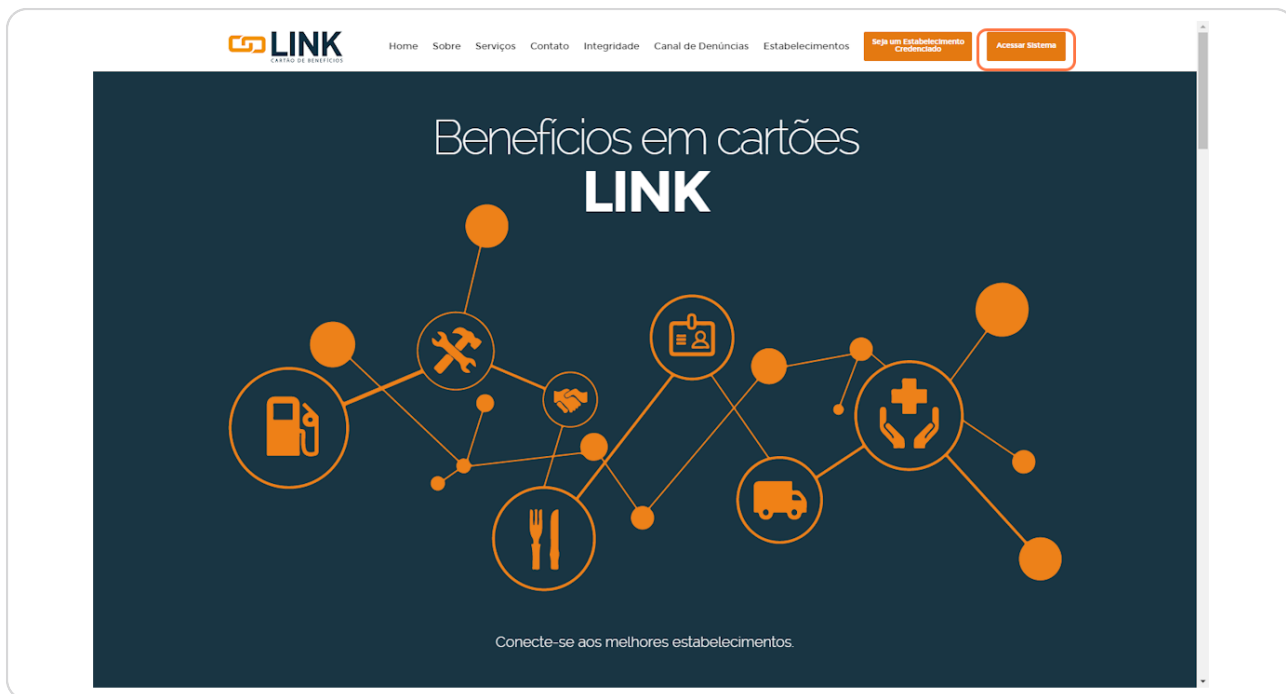 LINK
CARTÃO DE BENEFÍCIOS
Home Sobre Serviços Contato Integridade Canal de Denúncias Estabelecimentos
Seja um Estabelecimento
Credenciado
Acessar Sistema
Benefícios em cartões
LINK
Conecte-se aos melhores estabelecimentos.